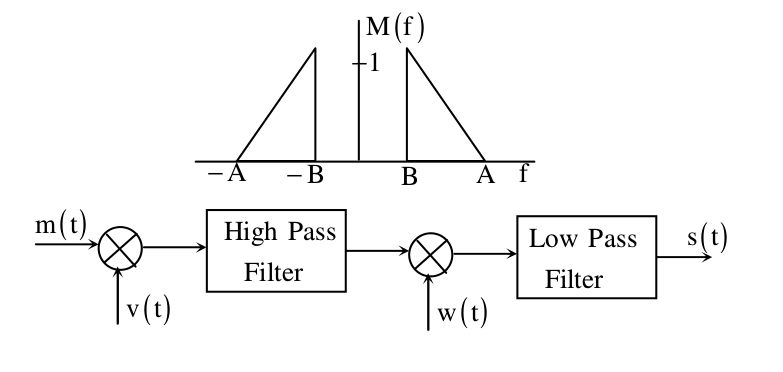 M(f)
1
−A −B B A f
m(t) High Pass Filter Low Pass Filter s(t)
v(t) w(t)